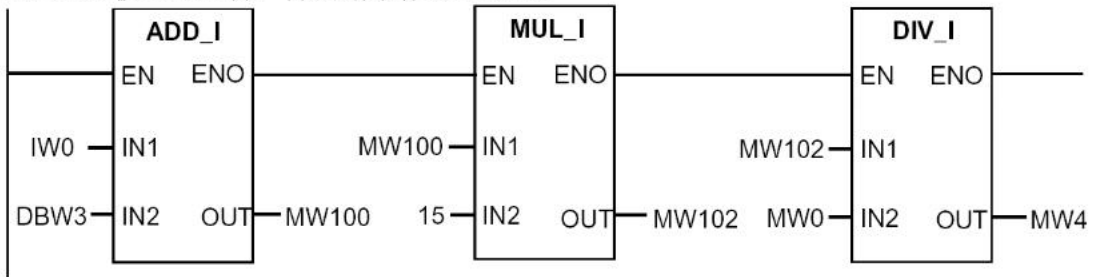 ADD_I MUL_I DIV_I
EN ENO EN ENO EN ENO
IW0 IN1 MW100 IN1 MW102 IN1
DBW3 IN2 OUT MW100 15 IN2 OUT MW102 MW0 IN2 OUT MW4